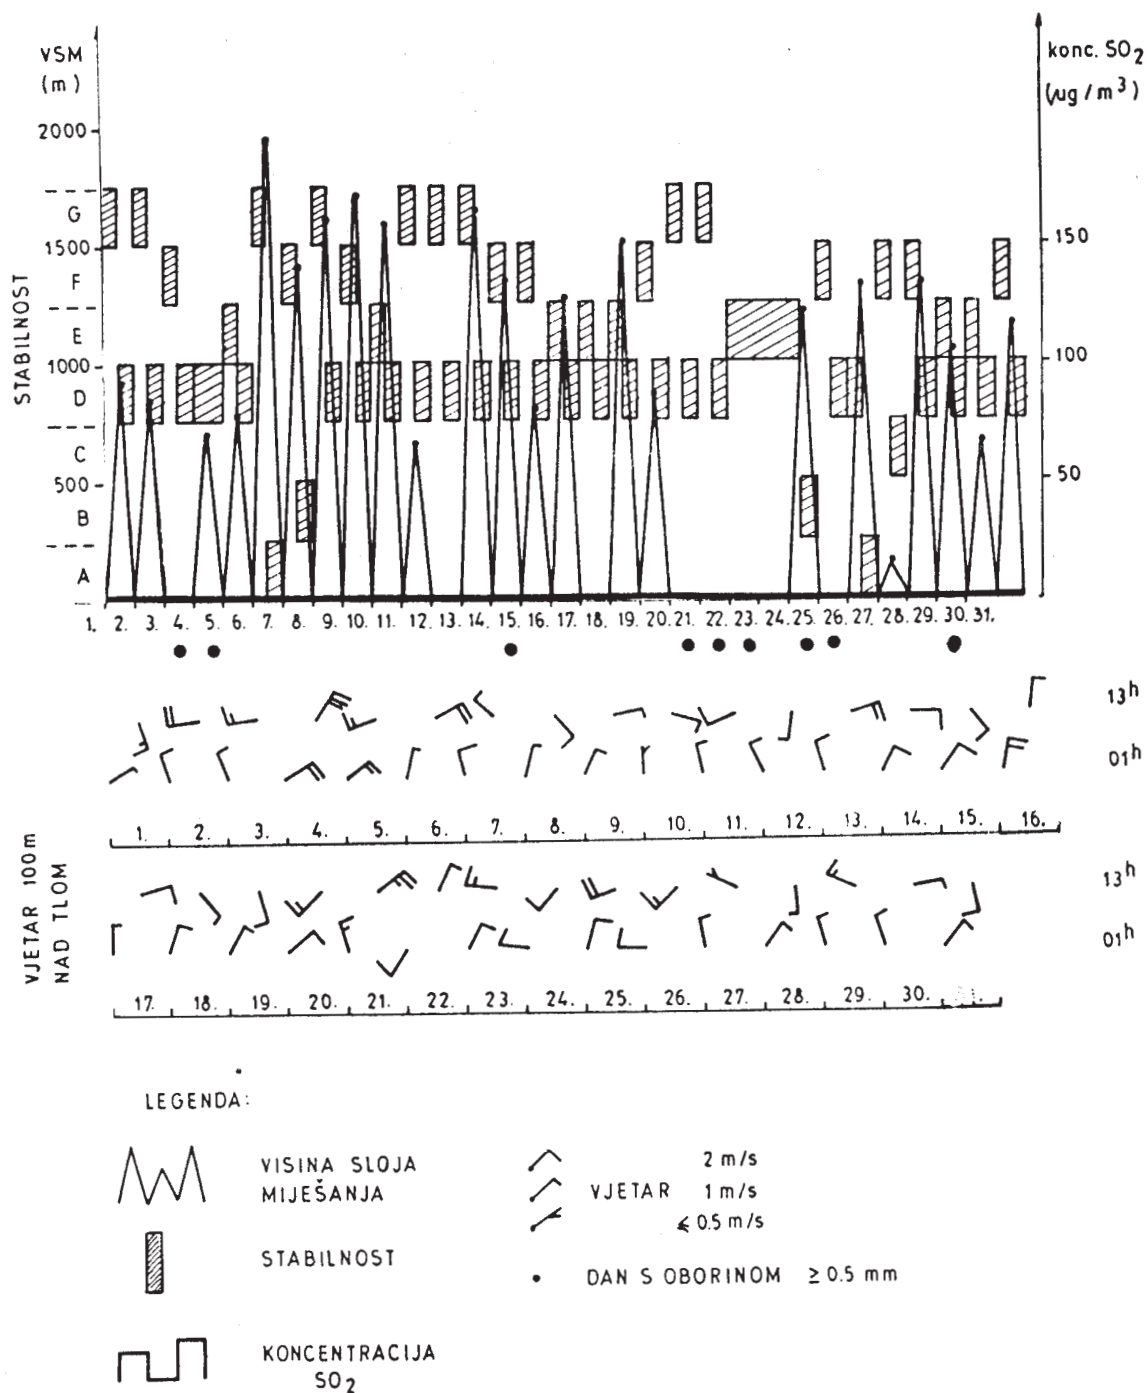 VSM
(m)
konc. SO2
(µg/m3)
2000
G
1500
150
F
E
1000
100
D
C
500
50
B
A
STABILNOST
1. 2. 3. 4. 5. 6. 7. 8. 9. 10. 11. 12. 13. 14. 15. 16. 17. 18. 19. 20. 21. 22. 23. 24. 25. 26. 27. 28. 29. 30. 31.
13h
01h
1. 2. 3. 4. 5. 6. 7. 8. 9. 10. 11. 12. 13. 14. 15. 16.
VJETAR 100m
NAD TLOM
13h
01h
17. 18. 19. 20. 21. 22. 23. 24. 25. 26. 27. 28. 29. 30.
LEGENDA:
VISINA SLOJA
MIJEŠANJA
2 m/s
VJETAR 1 m/s
≤ 0.5 m/s
STABILNOST
DAN S OBORINOM ≥ 0.5 mm
KONCENTRACIJA
SO2